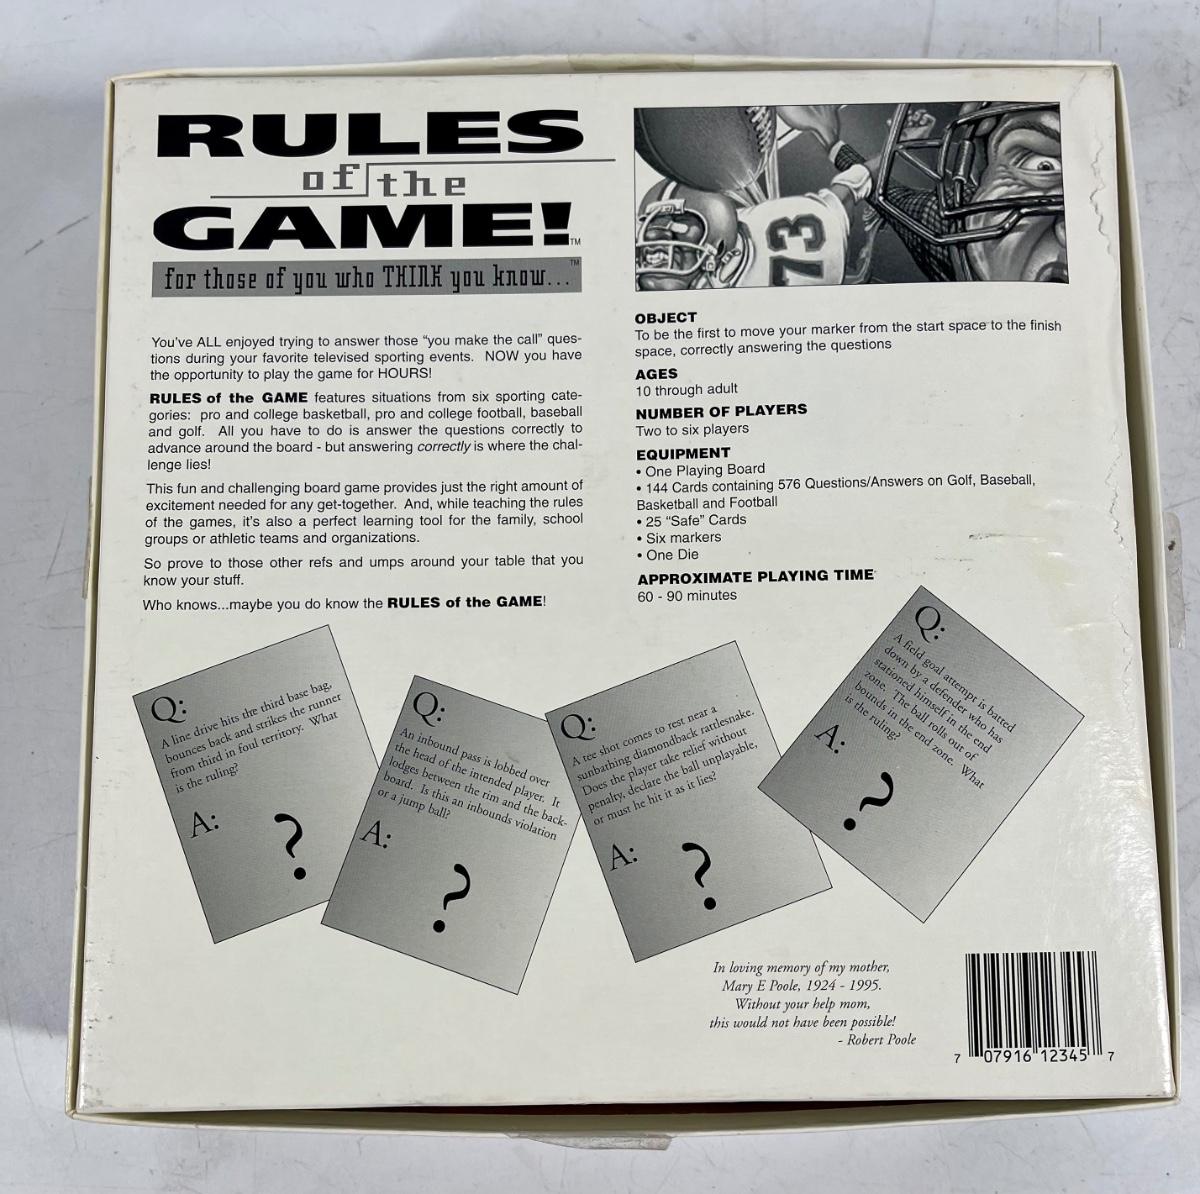 RULES
of the
GAME!™
for those of you who THINK you know...™
You've ALL enjoyed trying to answer those “you make the call” ques-
tions during your favorite televised sporting events. NOW you have
the opportunity to play the game for HOURS!
RULES of the GAME features situations from six sporting cate-
gories: pro and college basketball, pro and college football, baseball
and golf. All you have to do is answer the questions correctly to
advance around the board - but answering correctly is where the chal-
lenge lies!
This fun and challenging board game provides just the right amount of
excitement needed for any get-together. And, while teaching the rules
of the games, it's also a perfect learning tool for the family, school
groups or athletic teams and organizations.
So prove to those other refs and umps around your table that you
know your stuff.
Who knows...maybe you do know the RULES of the GAME!
73
OBJECT
To be the first to move your marker from the start space to the finish
space, correctly answering the questions
AGES
10 through adult
NUMBER OF PLAYERS
Two to six players
EQUIPMENT
• One Playing Board
• 144 Cards containing 576 Questions/Answers on Golf, Baseball,
Basketball and Football
• 25 “Safe” Cards
• Six markers
• One Die
APPROXIMATE PLAYING TIME
60 - 90 minutes
Q:
A line drive hits the third base bag,
bounces back and strikes the runner
from third in foul territory. What
is the ruling?
A:
?
Q:
An inbound pass is lobbed over
the head of the intended player. It
lodges between the rim and the back-
board. Is this an inbounds violation
or a jump ball?
A:
?
Q:
A tee shot comes to rest near a
sunbathing diamondback rattlesnake.
Does the player take relief without
penalty, declare the ball unplayable,
or must he hit it as it lies?
A:
?
Q:
A field goal attempt is batted
down by a defender who has
stationed himself in the end
zone. The ball rolls out of
bounds in the end zone. What
is the ruling?
A:
?
In loving memory of my mother,
Mary E Poole, 1924 - 1995.
Without your help mom,
this would not have been possible!
- Robert Poole
7 07916 12345 7